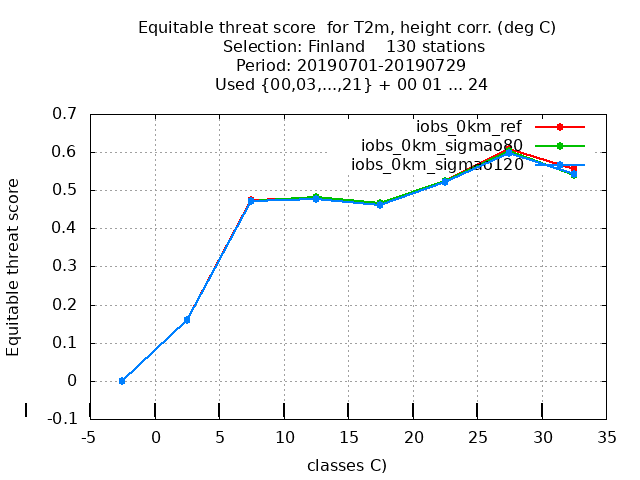 Equitable threat score  for T2m, height corr. (deg C)
Selection: Finland    130 stations
Period: 20190701-20190729
Used {00,03,...,21} + 00 01 ... 24
iobs_0km_ref
iobs_0km_sigmao80
iobs_0km_sigmao120
Equitable threat score
0.7
0.6
0.5
0.4
0.3
0.2
0.1
0
-0.1
-5
0
5
10
15
20
25
30
35
classes C)